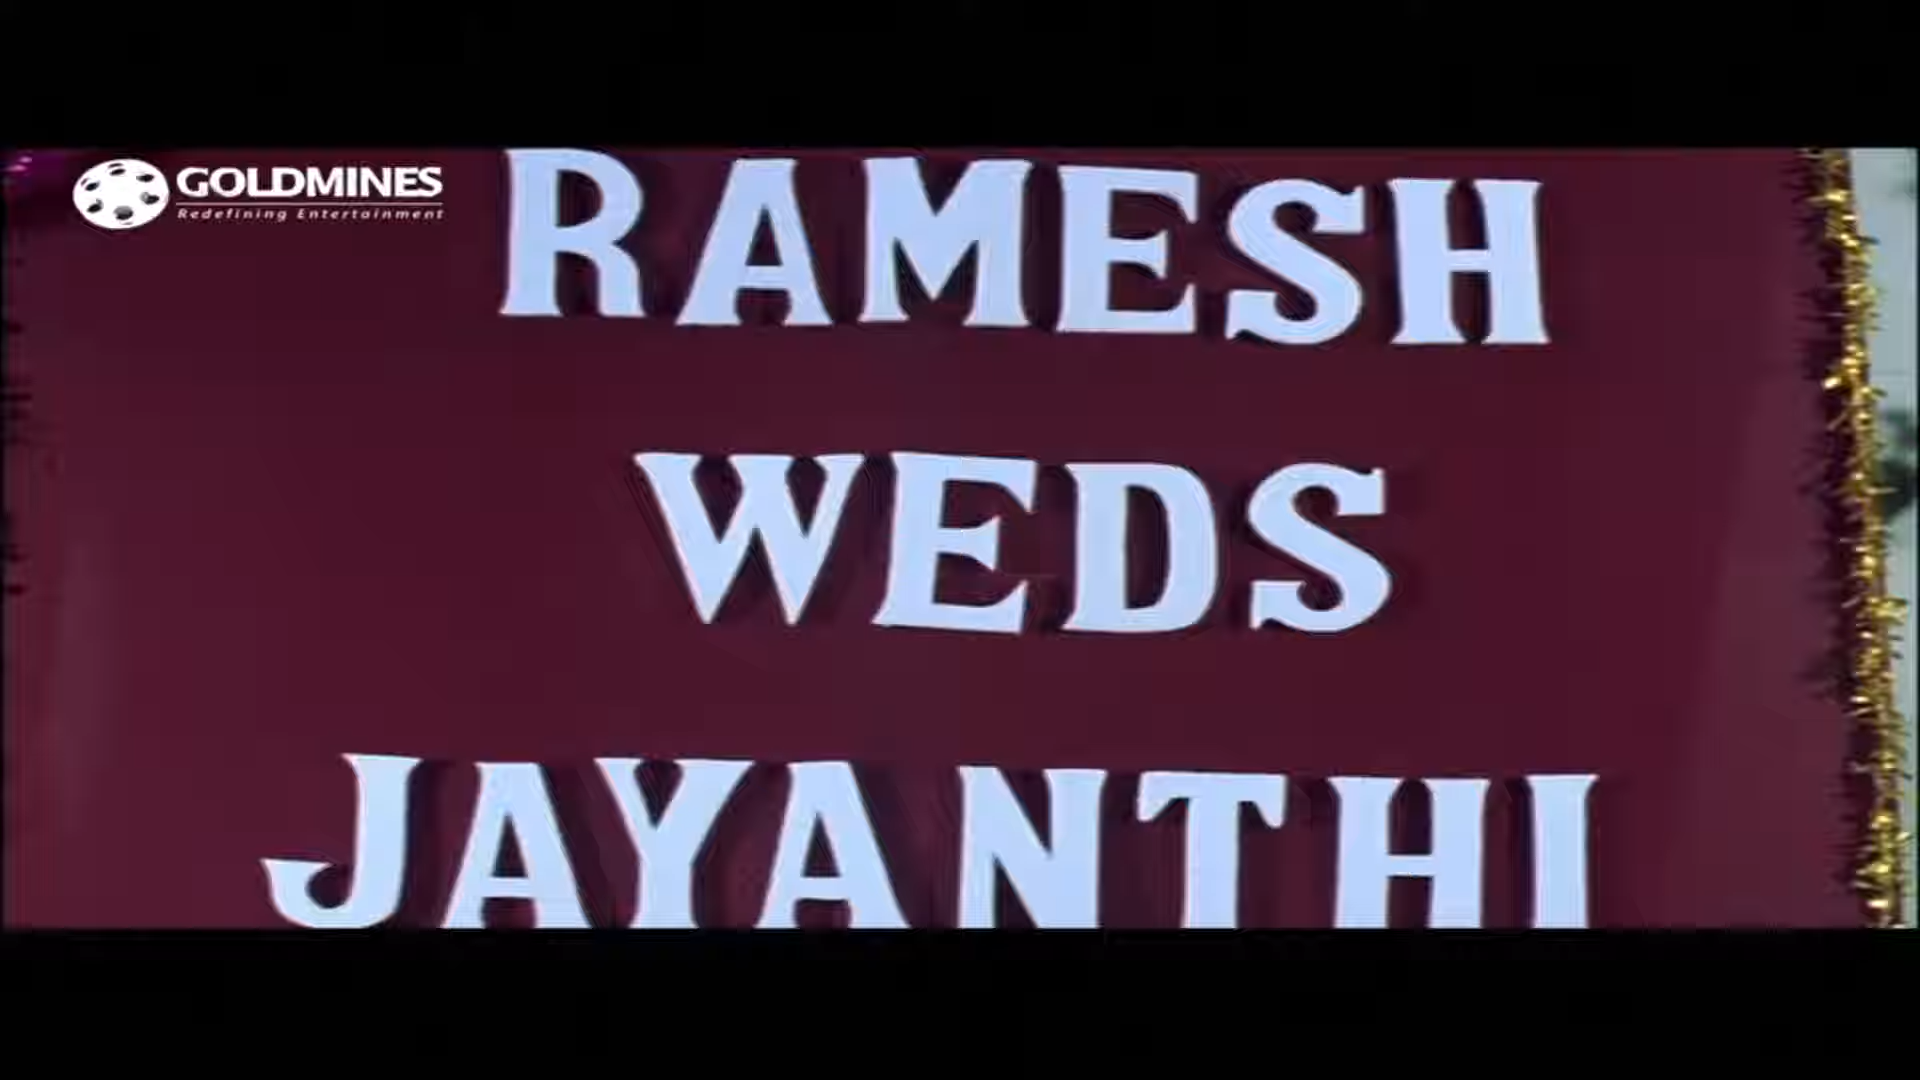 GOLDMINES
Redefining Entertainment
RAMESH
WEDS
JAYANTHI